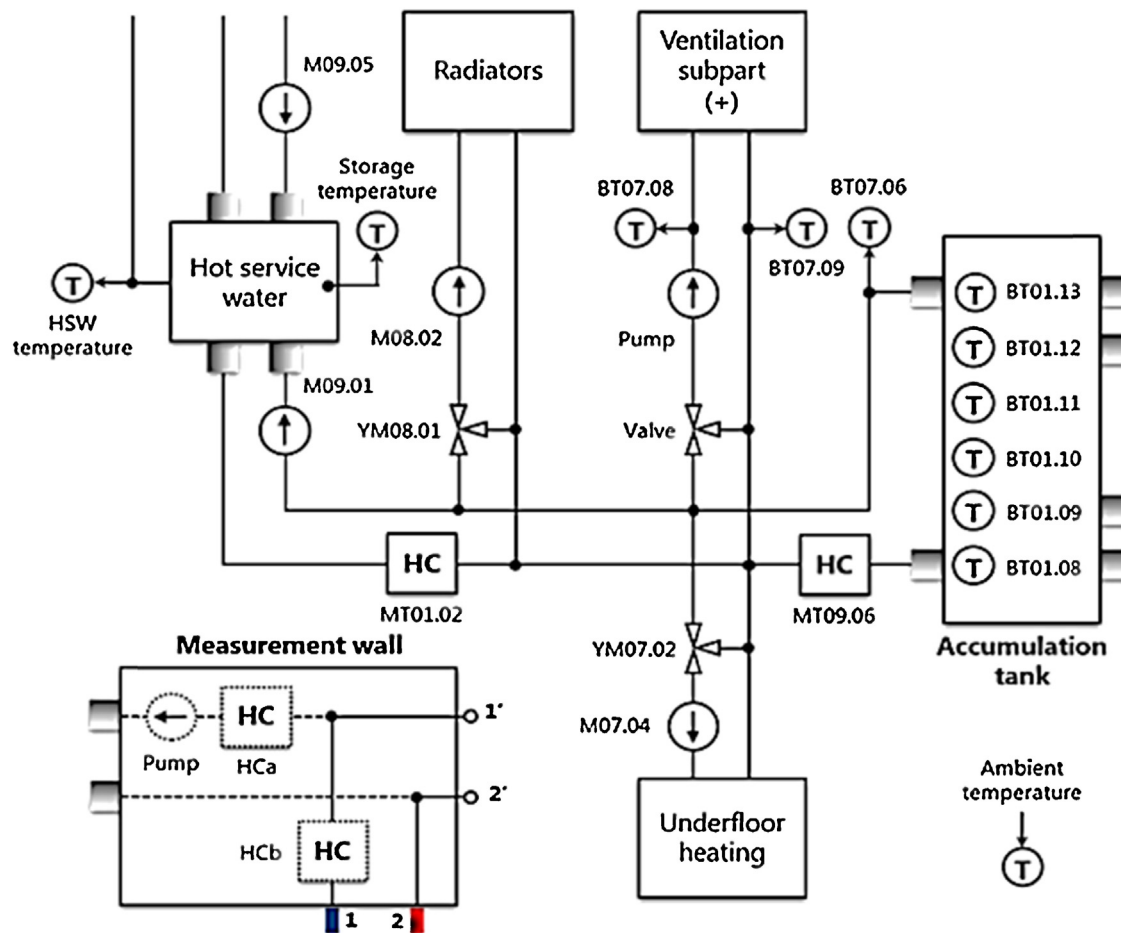 M09.05
Radiators
Ventilation
subpart
(+)
Storage
temperature
T
BT07.08
T
BT07.06
T
T
BT07.09
Hot service
water
T
HSW
temperature
M08.02
Pump
M09.01
YM08.01
Valve
T BT01.13
T BT01.12
T BT01.11
T BT01.10
T BT01.09
T BT01.08
HC
MT01.02
HC
MT09.06
Accumulation
tank
Measurement wall
YM07.02
M07.04
HC
1'
Pump
HCa
2'
HCb
HC
1
2
Underfloor
heating
Ambient
temperature
T